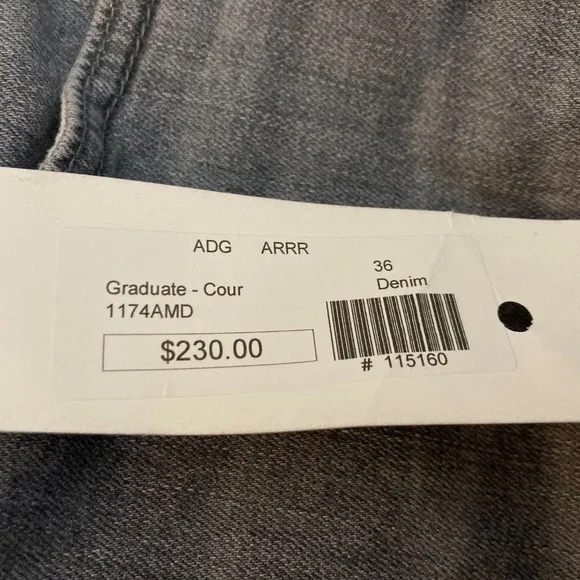 ADG ARRR
36
Denim
Graduate - Cour
1174AMD
$230.00
# 115160